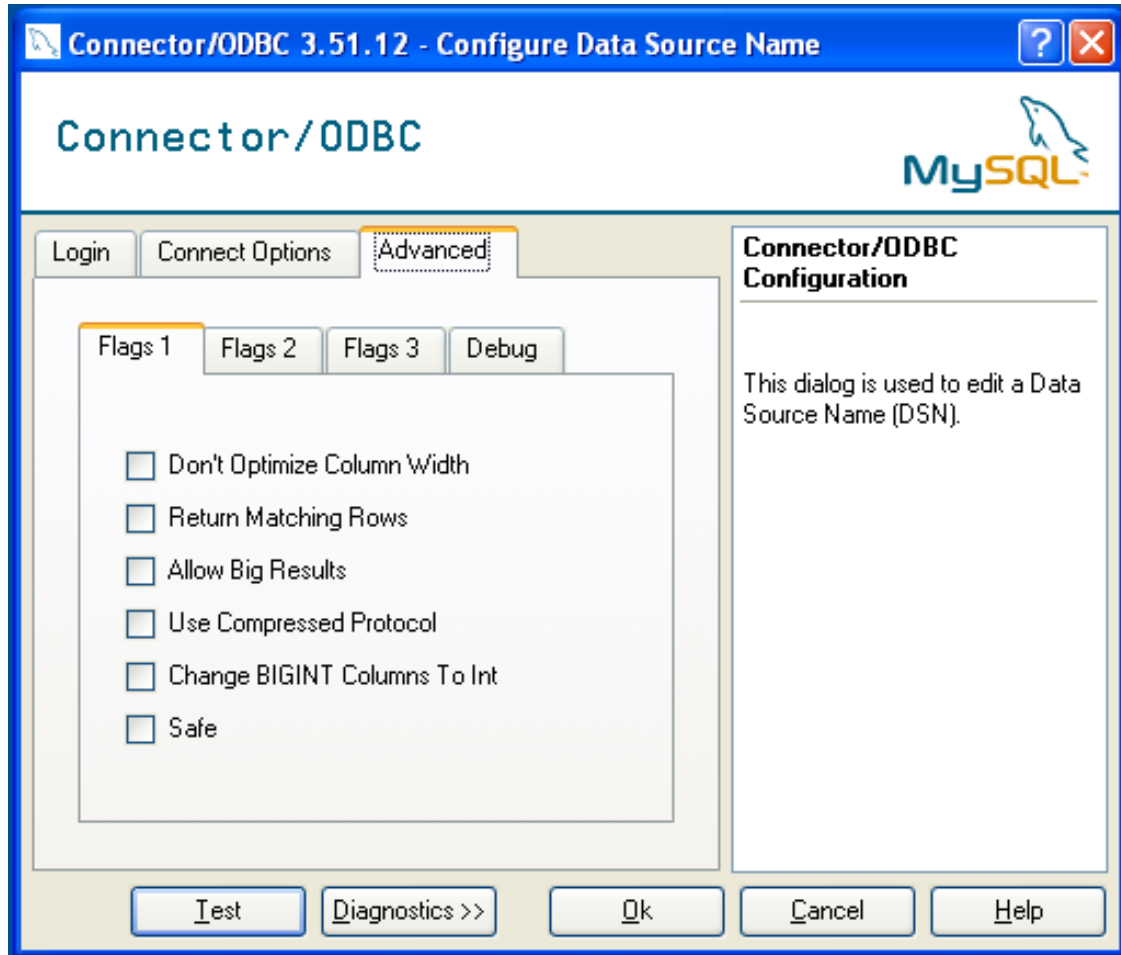 Connector/ODBC 3.51.12 - Configure Data Source Name
?
Connector/ODBC
MySQL
Login
Connect Options
Advanced
Flags 1
Flags 2
Flags 3
Debug
Don't Optimize Column Width
Return Matching Rows
Allow Big Results
Use Compressed Protocol
Change BIGINT Columns To Int
Safe
Connector/ODBC
Configuration
This dialog is used to edit a Data
Source Name (DSN).
Test
Diagnostics >>
Ok
Cancel
Help